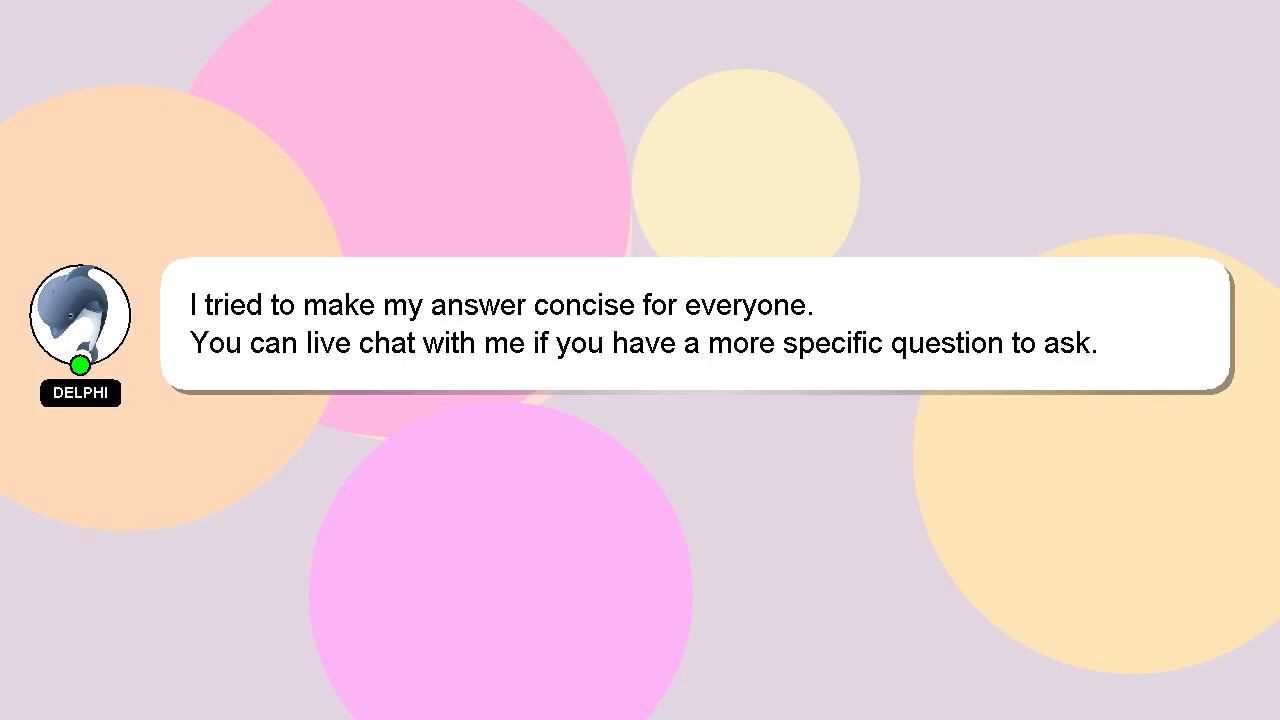 I tried to make my answer concise for everyone.
You can live chat with me if you have a more specific question to ask.
DELPHI